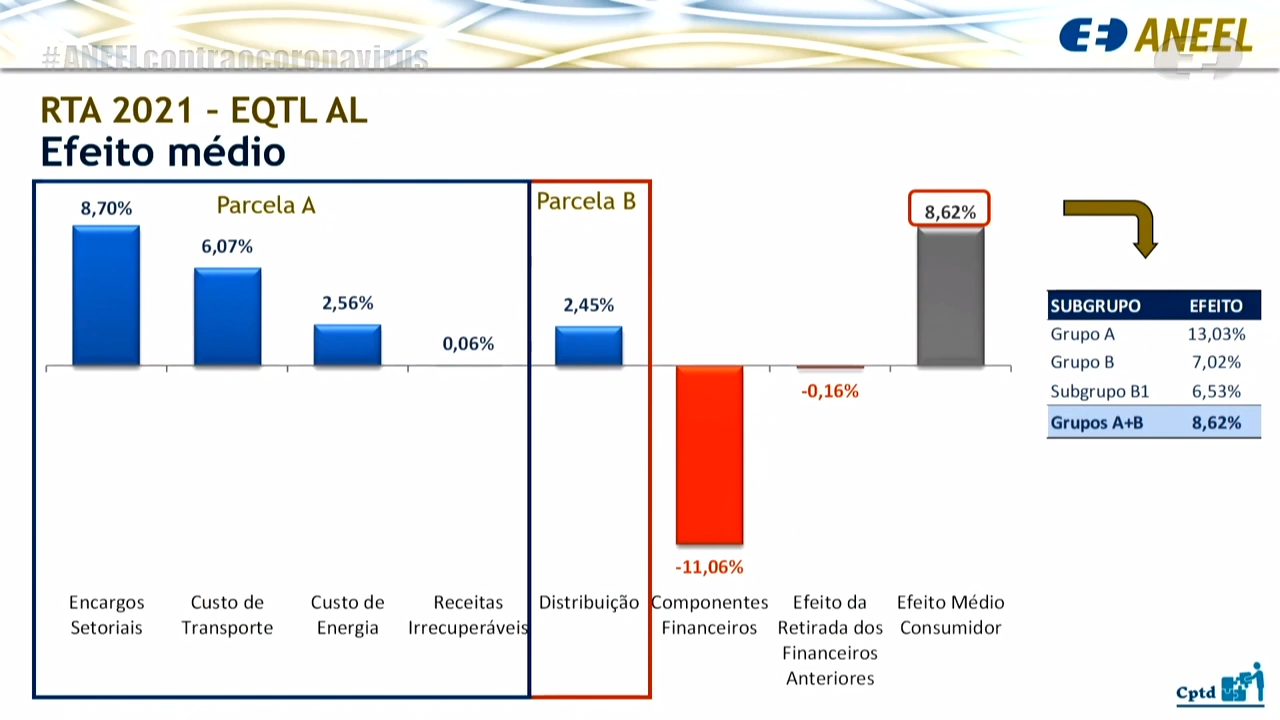 #ANEELcontraocoronavirus
ANEEL
RTA 2021 – EQTL AL
Efeito médio
Parcela A
Parcela B
8,70%
6,07%
2,56%
0,06%
2,45%
-11,06%
-0,16%
8,62%
Encargos
Setoriais
Custo de
Transporte
Custo de
Energia
Receitas
Irrecuperáveis
Distribuição
Componentes
Financeiros
Efeito da
Retirada dos
Financeiros
Anteriores
Efeito Médio
Consumidor
SUBGRUPO EFEITO
Grupo A 13,03%
Grupo B 7,02%
Subgrupo B1 6,53%
Grupos A+B 8,62%
Cptd